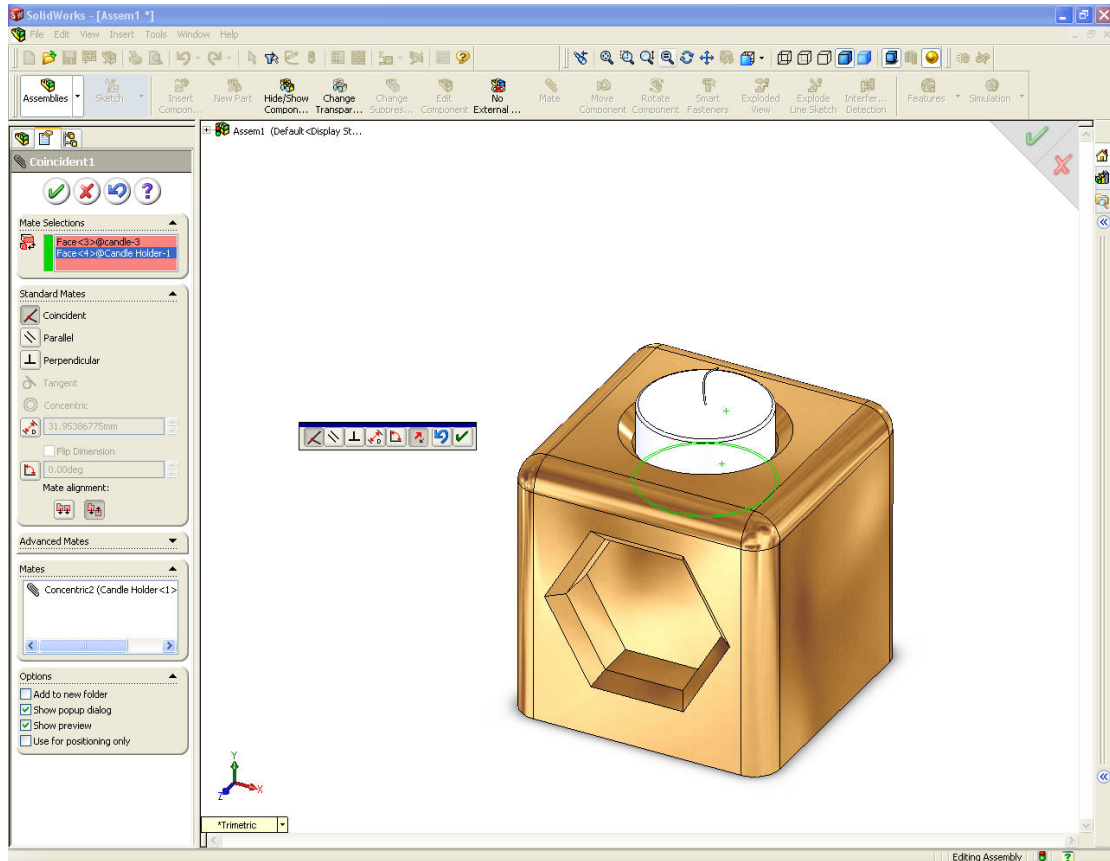 SolidWorks - [Assem1 *]
File Edit View Insert Tools Window Help
Assemblies
Sketch
Insert Compon...
New Part
Hide/Show Compon...
Change Transpar...
Change Suppres...
Edit Component
No External ...
Mate
Move Component
Rotate Component
Smart Fasteners
Exploded View
Explode Line Sketch
Interfer... Detection
Features
Simulation
Assem1 (Default<Display St...
Coincident1
Mate Selections
Face<3>@candle-3
Face<4>@Candle Holder-1
Standard Mates
Coincident
Parallel
Perpendicular
Tangent
Concentric
31.95386775mm
Flip Dimension
0.00deg
Mate alignment:
Advanced Mates
Mates
Concentric2 (Candle Holder<1>
Options
Add to new folder
Show popup dialog
Show preview
Use for positioning only
Y
X
Z
*Trimetric
Editing Assembly